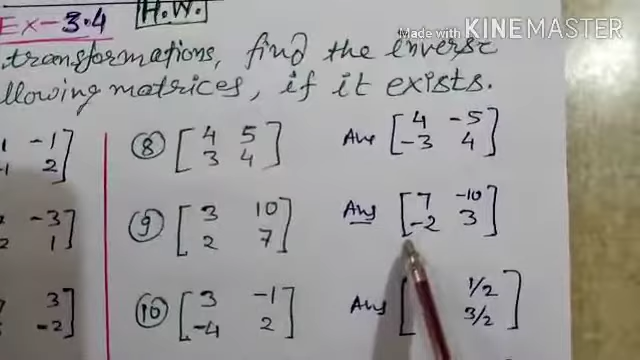 Made with KINEMASTER
Ex-3.4 H.W.
transformations, find the inverse
llowing matrices, if it exists.
-1
2
⑧ [4 5 Ans [4 -5
3 4] -3 4]
-3
1
⑨ [3 10 Ans [7 -10
2 7] -2 3]
3
-2
⑩ [3 -1 Ans [ 1/2
-4 2] 3/2]